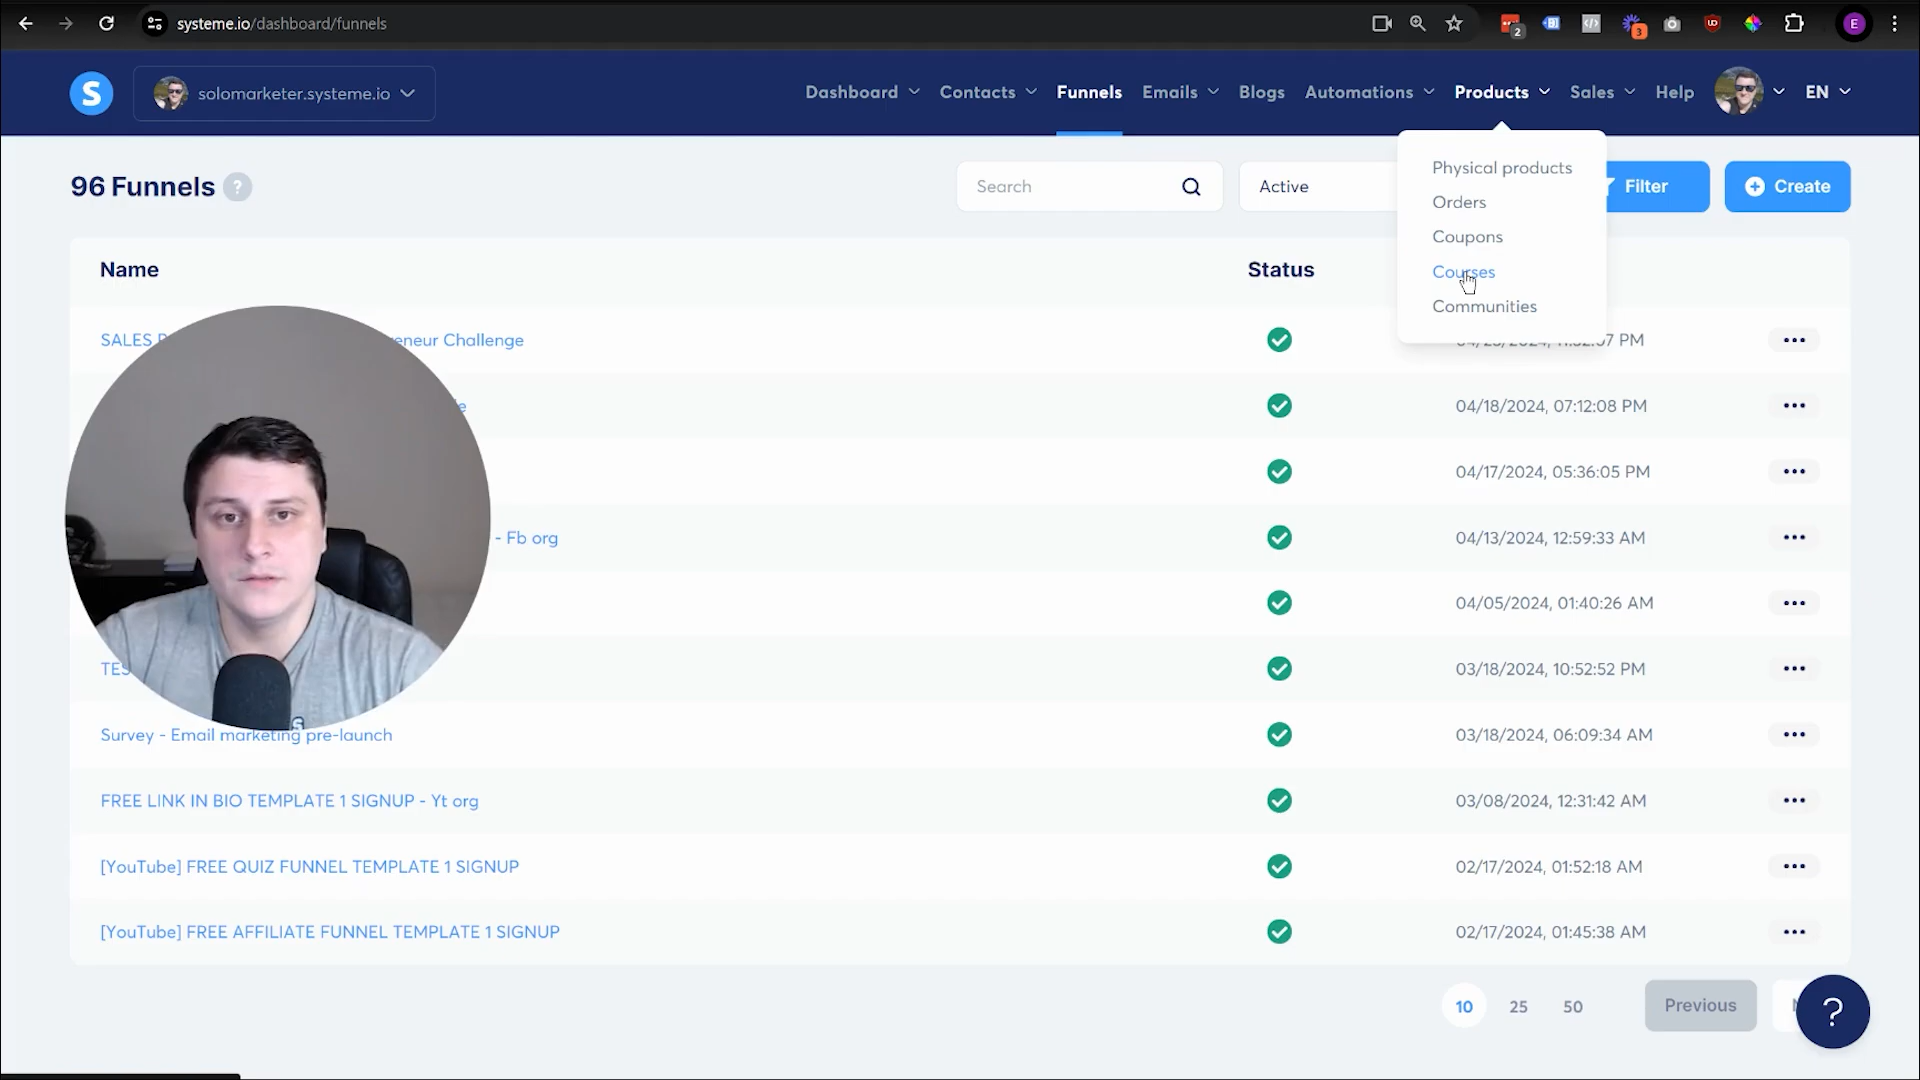 systeme.io/dashboard/funnels
2
3
E
S
solomarketer.systeme.io
Dashboard
Contacts
Funnels
Emails
Blogs
Automations
Products
Sales
Help
EN
96 Funnels ?
Search
Active
Filter
Create
Physical products
Orders
Coupons
Courses
Communities
Name
Status
SALES
eneur Challenge
7 PM
04/18/2024, 07:12:08 PM
04/17/2024, 05:36:05 PM
- Fb org
04/13/2024, 12:59:33 AM
04/05/2024, 01:40:26 AM
TES
03/18/2024, 10:52:52 PM
Survey - Email marketing pre-launch
03/18/2024, 06:09:34 AM
FREE LINK IN BIO TEMPLATE 1 SIGNUP - Yt org
03/08/2024, 12:31:42 AM
[YouTube] FREE QUIZ FUNNEL TEMPLATE 1 SIGNUP
02/17/2024, 01:52:18 AM
[YouTube] FREE AFFILIATE FUNNEL TEMPLATE 1 SIGNUP
02/17/2024, 01:45:38 AM
10
25
50
Previous
?